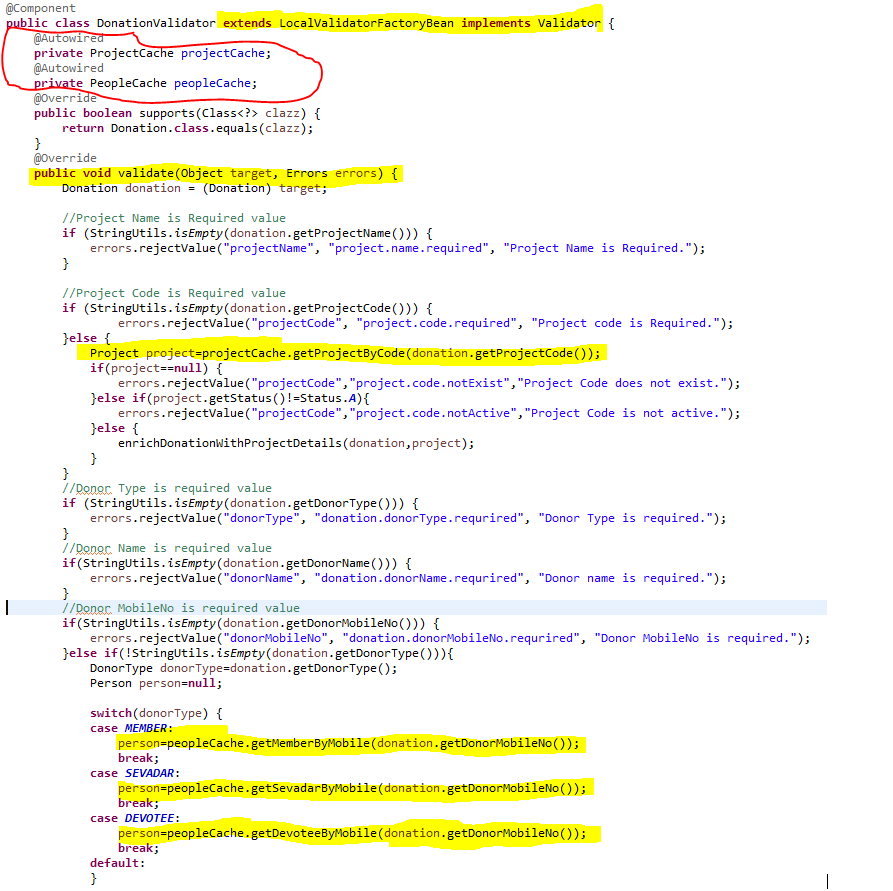 @Component
public class DonationValidator extends LocalValidatorFactoryBean implements Validator {
    @Autowired
    private ProjectCache projectCache;
    @Autowired
    private PeopleCache peopleCache;
    @Override
    public boolean supports(Class<?> clazz) {
        return Donation.class.equals(clazz);
    }
    @Override
    public void validate(Object target, Errors errors) {
        Donation donation = (Donation) target;

        //Project Name is Required value
        if (StringUtils.isEmpty(donation.getProjectName())) {
            errors.rejectValue("projectName", "project.name.required", "Project Name is Required.");
        }

        //Project Code is Required value
        if (StringUtils.isEmpty(donation.getProjectCode())) {
                errors.rejectValue("projectCode", "project.code.required", "Project code is Required.");
        }else {
            Project project=projectCache.getProjectByCode(donation.getProjectCode());
            if(project==null) {
                errors.rejectValue("projectCode","project.code.notExist","Project Code does not exist.");
            }else if(project.getStatus()!=Status.A){
                errors.rejectValue("projectCode","project.code.notActive","Project Code is not active.");
            }else {
                enrichDonationWithProjectDetails(donation,project);
            }
        }
        //Donor Type is required value
        if (StringUtils.isEmpty(donation.getDonorType())) {
            errors.rejectValue("donorType", "donation.donorType.requrired", "Donor Type is required.");
        }
        //Donor Name is required value
        if(StringUtils.isEmpty(donation.getDonorName())) {
            errors.rejectValue("donorName", "donation.donorName.requrired", "Donor name is required.");
        }
        //Donor MobileNo is required value
        if(StringUtils.isEmpty(donation.getDonorMobileNo())) {
            errors.rejectValue("donorMobileNo", "donation.donorMobileNo.requrired", "Donor MobileNo is required.");
        }else if(!StringUtils.isEmpty(donation.getDonorType())){
            DonorType donorType=donation.getDonorType();
            Person person=null;

            switch(donorType) {
            case MEMBER:
                person=peopleCache.getMemberByMobile(donation.getDonorMobileNo());
                break;
            case SEVADAR:
                person=peopleCache.getSevadarByMobile(donation.getDonorMobileNo());
                break;
            case DEVOTEE:
                person=peopleCache.getDevoteeByMobile(donation.getDonorMobileNo());
                break;
            default:
            }